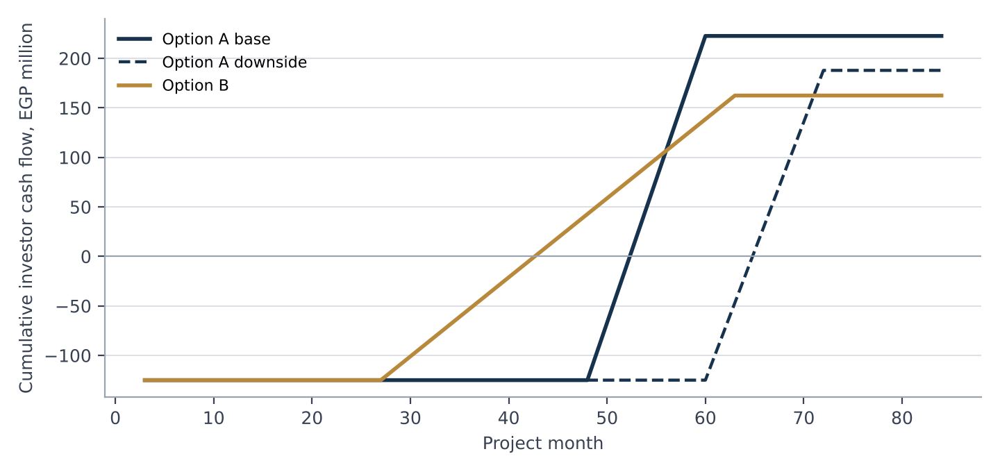 Cumulative investor cash flow, EGP million
Option A base
Option A downside
Option B
200
150
100
50
0
−50
−100
0 10 20 30 40 50 60 70 80
Project month